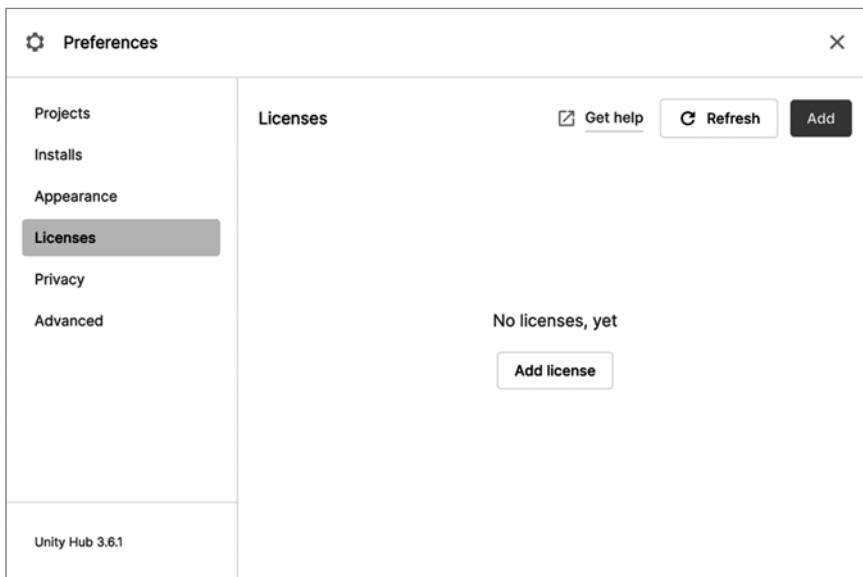 Preferences
Projects
Installs
Appearance
Licenses
Privacy
Advanced
Unity Hub 3.6.1
Licenses Get help Refresh Add
No licenses, yet
Add license